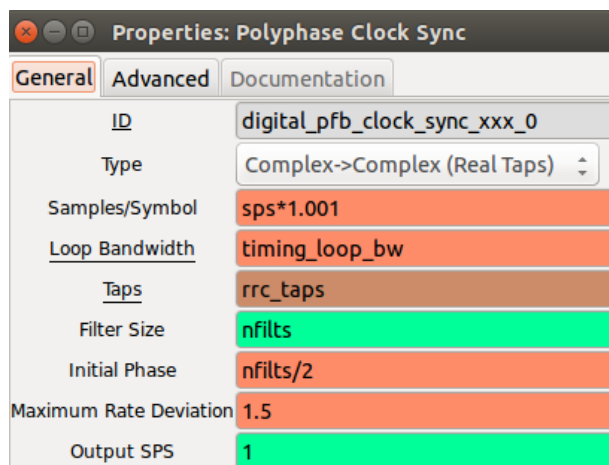 Properties: Polyphase Clock Sync
General Advanced Documentation
ID digital_pfb_clock_sync_xxx_0
Type Complex->Complex (Real Taps)
Samples/Symbol sps*1.001
Loop Bandwidth timing_loop_bw
Taps rrc_taps
Filter Size nfilts
Initial Phase nfilts/2
Maximum Rate Deviation 1.5
Output SPS 1